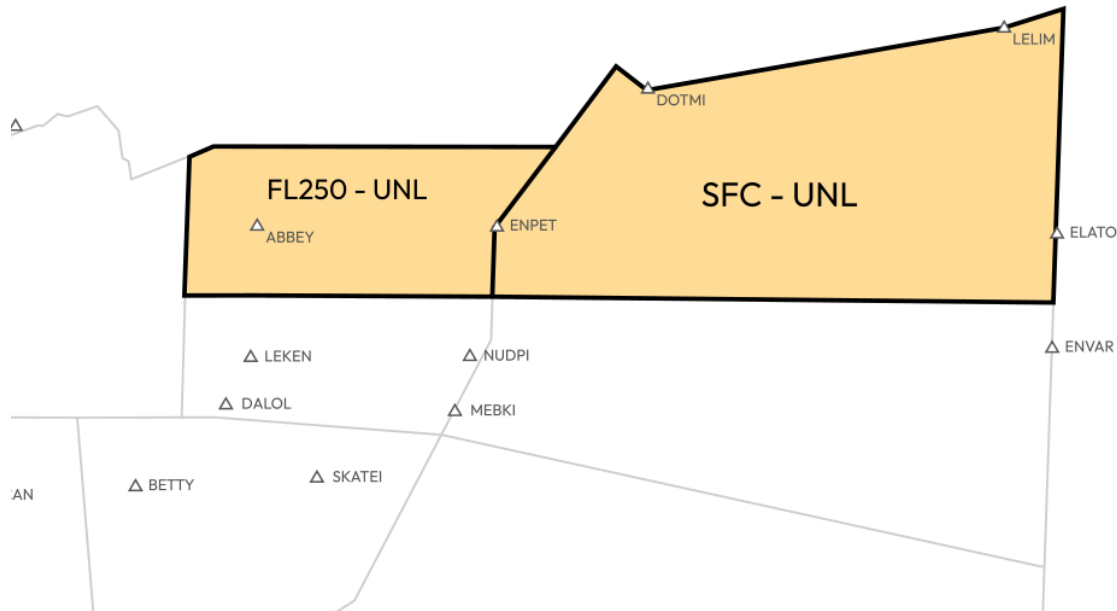 LELIM
DOTMI
FL250 - UNL
SFC - UNL
ABBEY
ENPET
ELATO
LEKEN
NUDPI
ENVAR
DALOL
MEBKI
SKATEI
BETTY